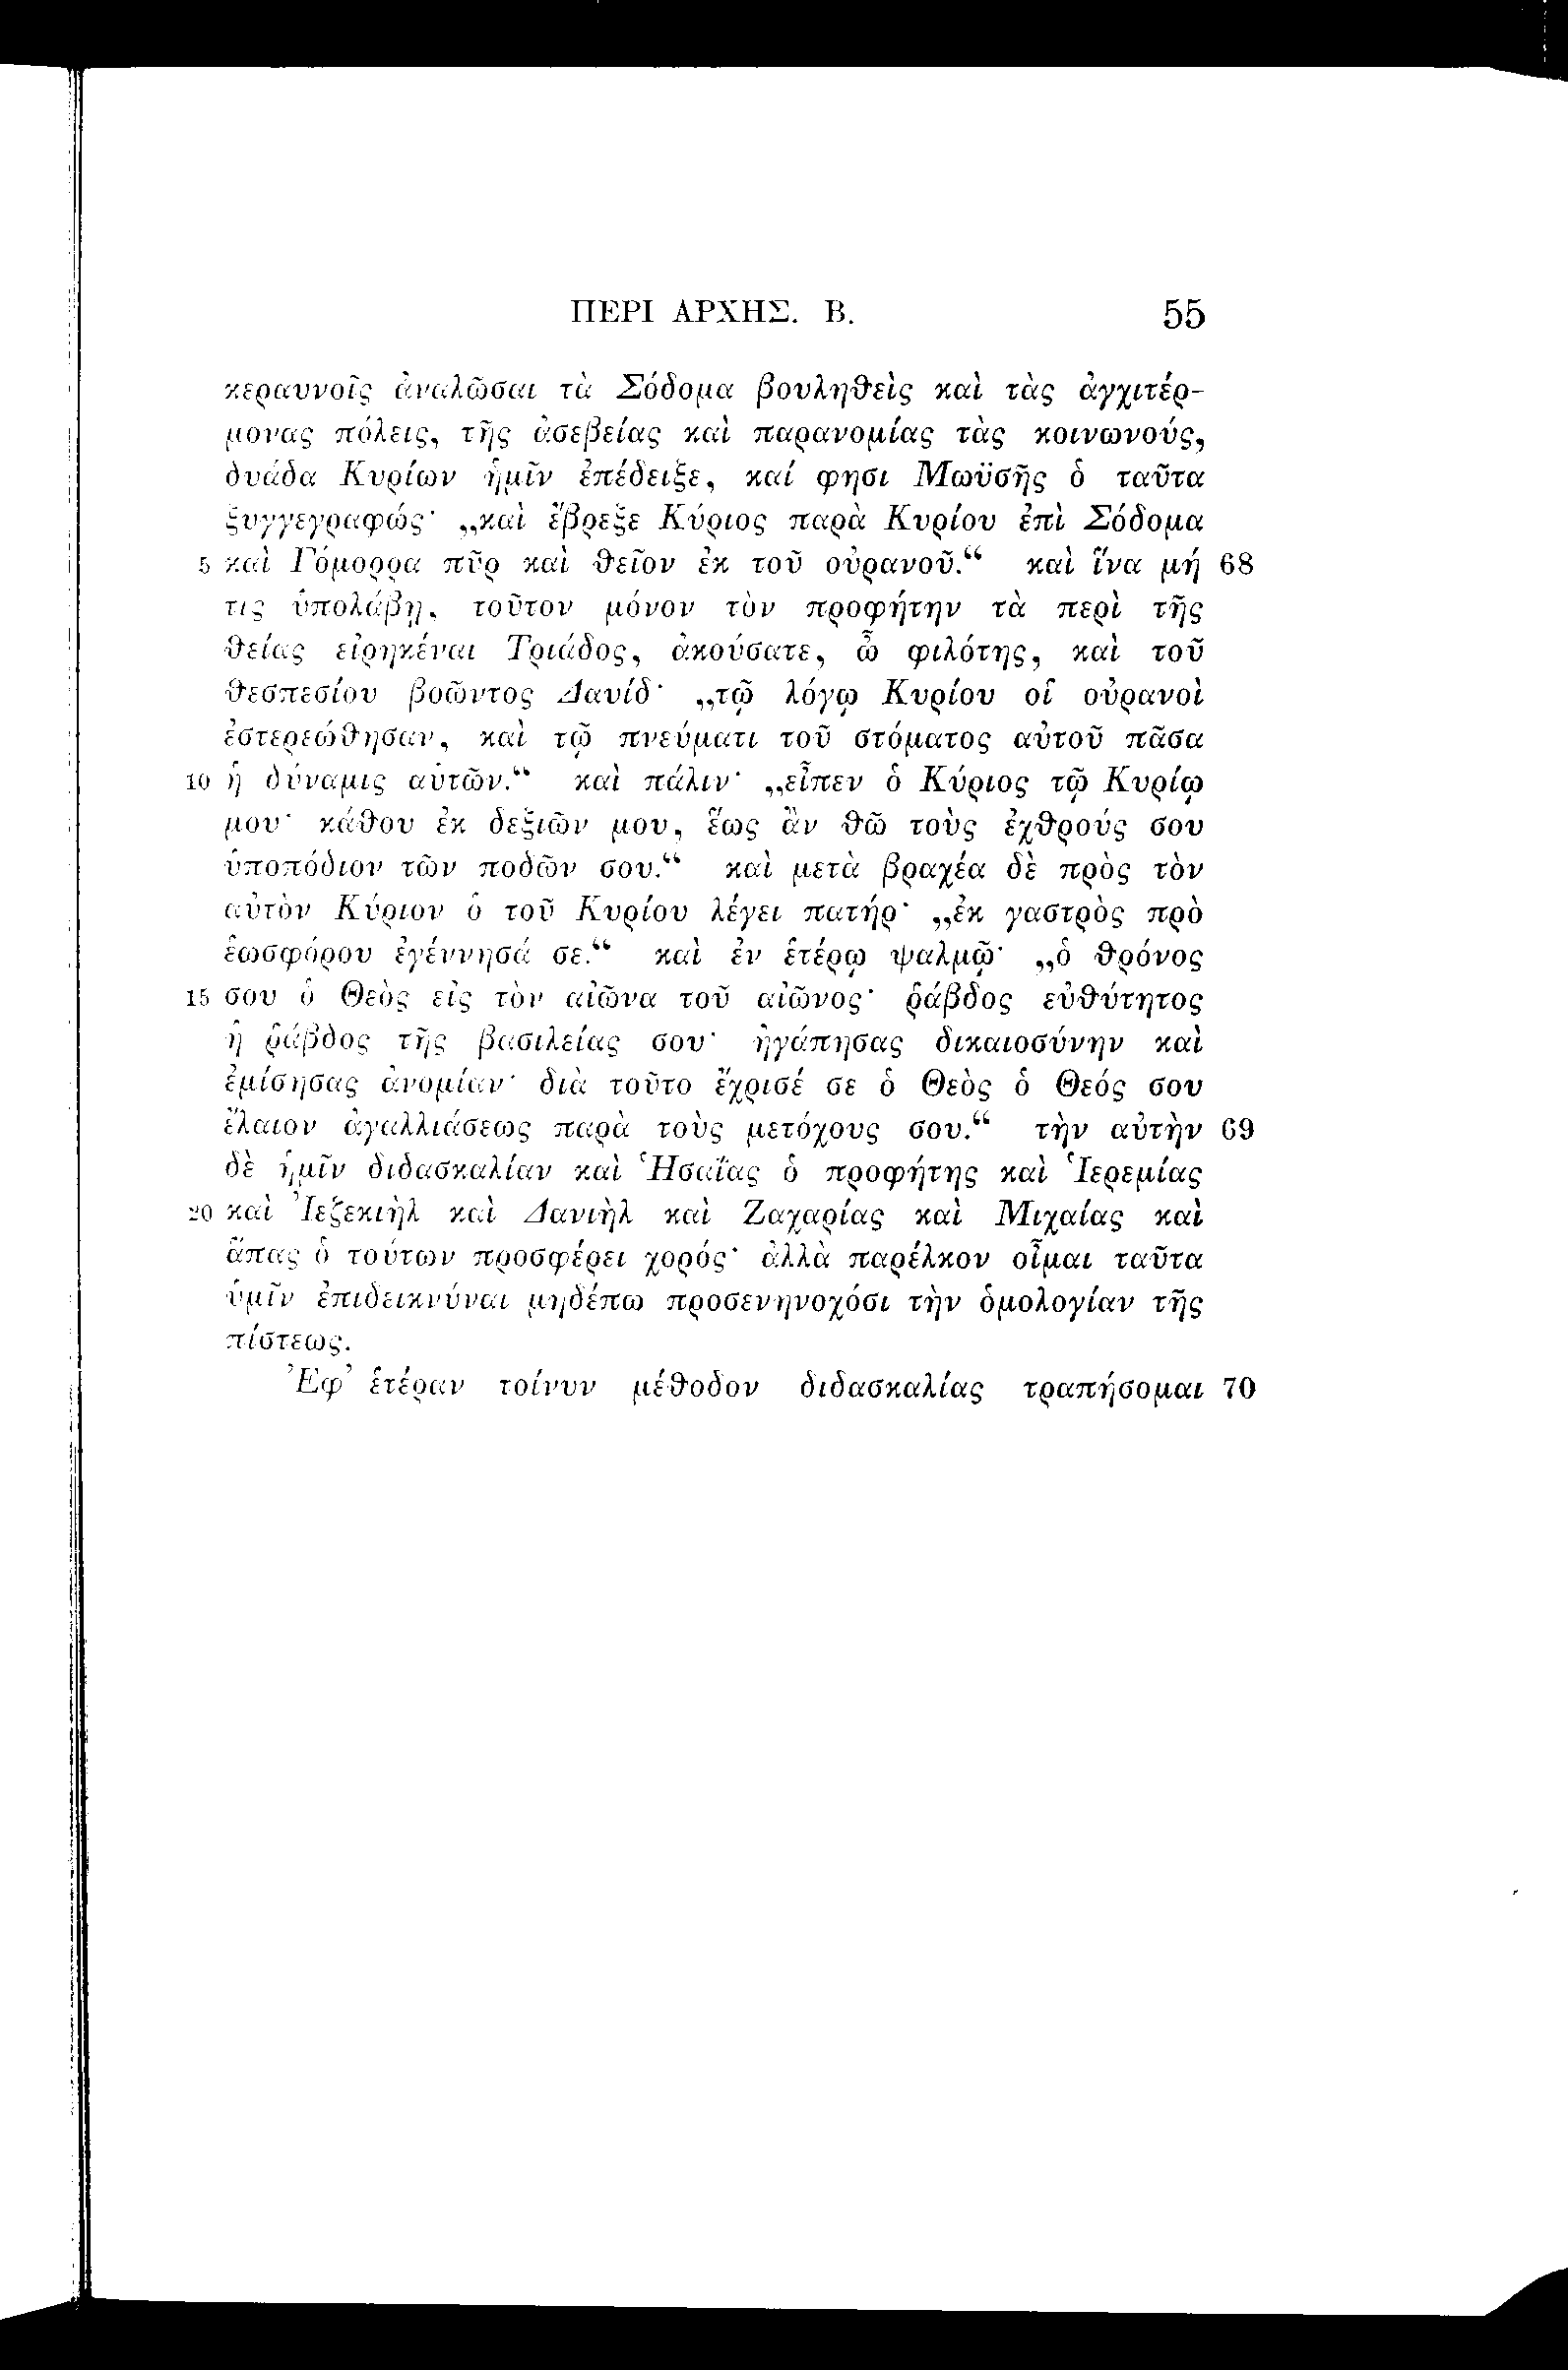 ΠΕΡΙ ΑΡΧΗΣ. Β. 55
κεραυνοῖς ἀναλῶσαι τὰ Σόδομα βουληθεὶς καὶ τὰς ἀγχιτέρ-
μονας πόλεις, τῆς ἀσεβείας καὶ παρανομίας τὰς κοινωνούς,
δυάδα Κυρίων ἡμῖν ἐπέδειξε, καί φησι Μωϋσῆς ὁ ταῦτα
ξυγγεγραφώς· „καὶ ἔβρεξε Κύριος παρὰ Κυρίου ἐπὶ Σόδομα
5 καὶ Γόμορρα πῦρ καὶ θεῖον ἐκ τοῦ οὐρανοῦ.“ καὶ ἵνα μή 68
τις ὑπολάβῃ, τοῦτον μόνον τὸν προφήτην τὰ περὶ τῆς
θείας εἰρηκέναι Τριάδος, ἀκούσατε, ὦ φιλότης, καὶ τοῦ
θεσπεσίου βοῶντος Δαυίδ· „τῷ λόγῳ Κυρίου οἱ οὐρανοὶ
ἐστερεώθησαν, καὶ τῷ πνεύματι τοῦ στόματος αὐτοῦ πᾶσα
10 ἡ δύναμις αὐτῶν.“ καὶ πάλιν· „εἶπεν ὁ Κύριος τῷ Κυρίῳ
μου· κάθου ἐκ δεξιῶν μου, ἕως ἂν θῶ τοὺς ἐχθρούς σου
ὑποπόδιον τῶν ποδῶν σου.“ καὶ μετὰ βραχέα δὲ πρὸς τὸν
αὐτὸν Κύριον ὁ τοῦ Κυρίου λέγει πατήρ· „ἐκ γαστρὸς πρὸ
ἑωσφόρου ἐγέννησά σε.“ καὶ ἐν ἑτέρῳ ψαλμῷ· „ὁ θρόνος
15 σου ὁ Θεὸς εἰς τὸν αἰῶνα τοῦ αἰῶνος· ῥάβδος εὐθύτητος
ἡ ῥάβδος τῆς βασιλείας σου· ἠγάπησας δικαιοσύνην καὶ
ἐμίσησας ἀνομίαν· διὰ τοῦτο ἔχρισέ σε ὁ Θεὸς ὁ Θεός σου
ἔλαιον ἀγαλλιάσεως παρὰ τοὺς μετόχους σου.“ τὴν αὐτὴν 69
δὲ ἡμῖν διδασκαλίαν καὶ Ἡσαΐας ὁ προφήτης καὶ Ἱερεμίας
20 καὶ Ἰεζεκιὴλ καὶ Δανιὴλ καὶ Ζαχαρίας καὶ Μιχαίας καὶ
ἅπας ὁ τούτων προσφέρει χορός· ἀλλὰ παρέλκον οἶμαι ταῦτα
ὑμῖν ἐπιδεικνύναι μηδέπω προσενηνοχόσι τὴν ὁμολογίαν τῆς
πίστεως.
Ἐφ’ ἑτέραν τοίνυν μέθοδον διδασκαλίας τραπήσομαι 70